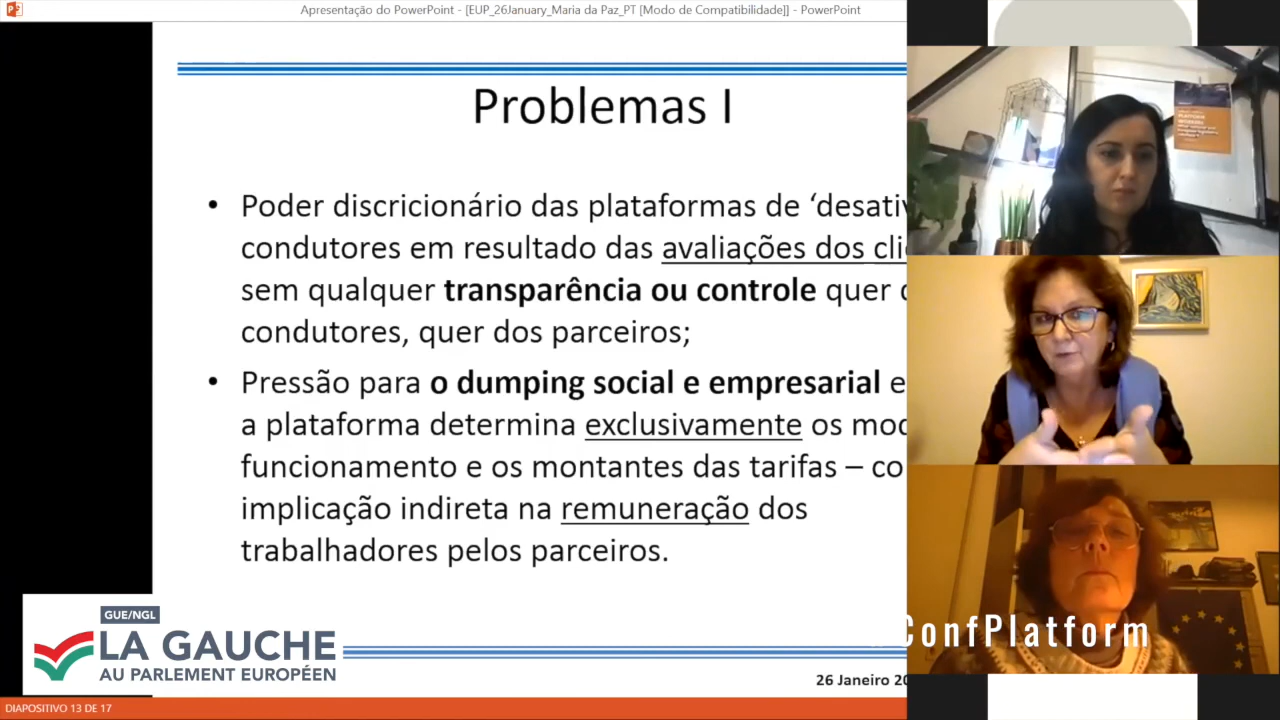 Apresentação do PowerPoint - [EUP_26January_Maria da Paz_PT [Modo de Compatibilidade]] - PowerPoint
Problemas I
• Poder discricionário das plataformas de ‘desativ
condutores em resultado das avaliações dos cli
sem qualquer transparência ou controle quer
condutores, quer dos parceiros;
• Pressão para o dumping social e empresarial e
a plataforma determina exclusivamente os mo
funcionamento e os montantes das tarifas – co
implicação indireta na remuneração dos
trabalhadores pelos parceiros.
GUE/NGL
LA GAUCHE
AU PARLEMENT EUROPÉEN
26 Janeiro 20
DIAPOSITIVO 13 DE 17
PLATFORM
WORKERS
ConfPlatform